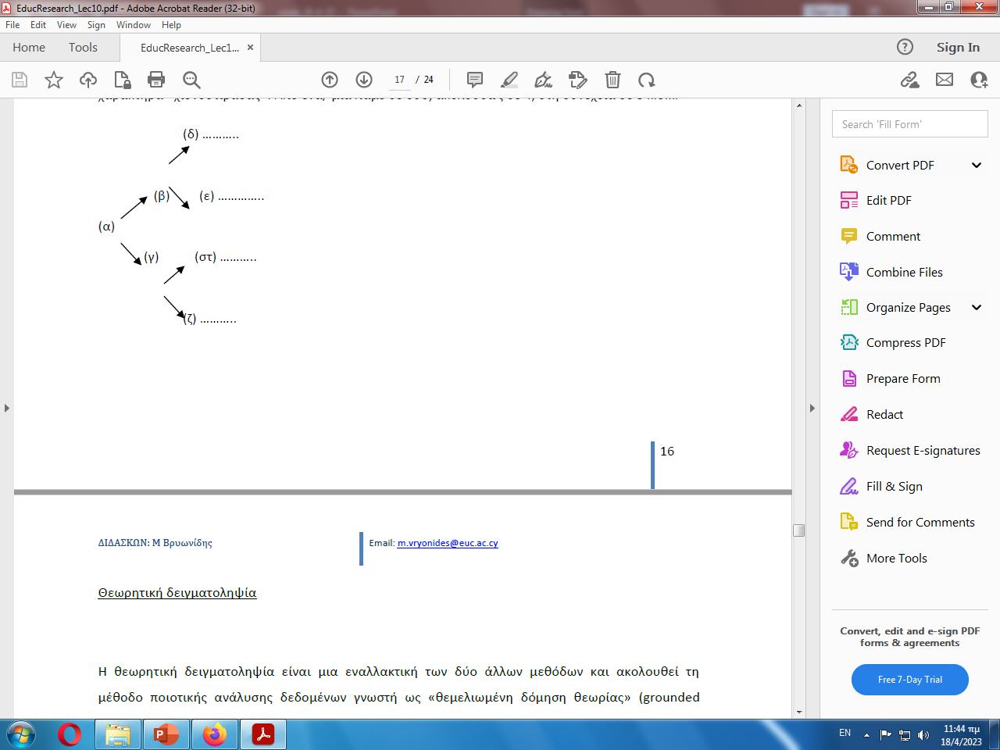 EducResearch_Lec10.pdf - Adobe Acrobat Reader (32-bit)
File Edit View Sign Window Help
Home Tools EducResearch_Lec1... ×
? Sign In
17 / 24
(δ) ...........
(β) (ε) .............
(α)
(γ) (στ) ...........
(ζ) ...........
16
ΔΙΔΑΣΚΩΝ: Μ Βρυωνίδης
Email: m.vryonides@euc.ac.cy
Θεωρητική δειγματοληψία
Η θεωρητική δειγματοληψία είναι μια εναλλακτική των δύο άλλων μεθόδων και ακολουθεί τη
μέθοδο ποιοτικής ανάλυσης δεδομένων γνωστή ως «θεμελιωμένη δόμηση θεωρίας» (grounded
Search 'Fill Form'
Convert PDF
Edit PDF
Comment
Combine Files
Organize Pages
Compress PDF
Prepare Form
Redact
Request E-signatures
Fill & Sign
Send for Comments
More Tools
Convert, edit and e-sign PDF
forms & agreements
Free 7-Day Trial
EN
11:44 πμ
18/4/2023